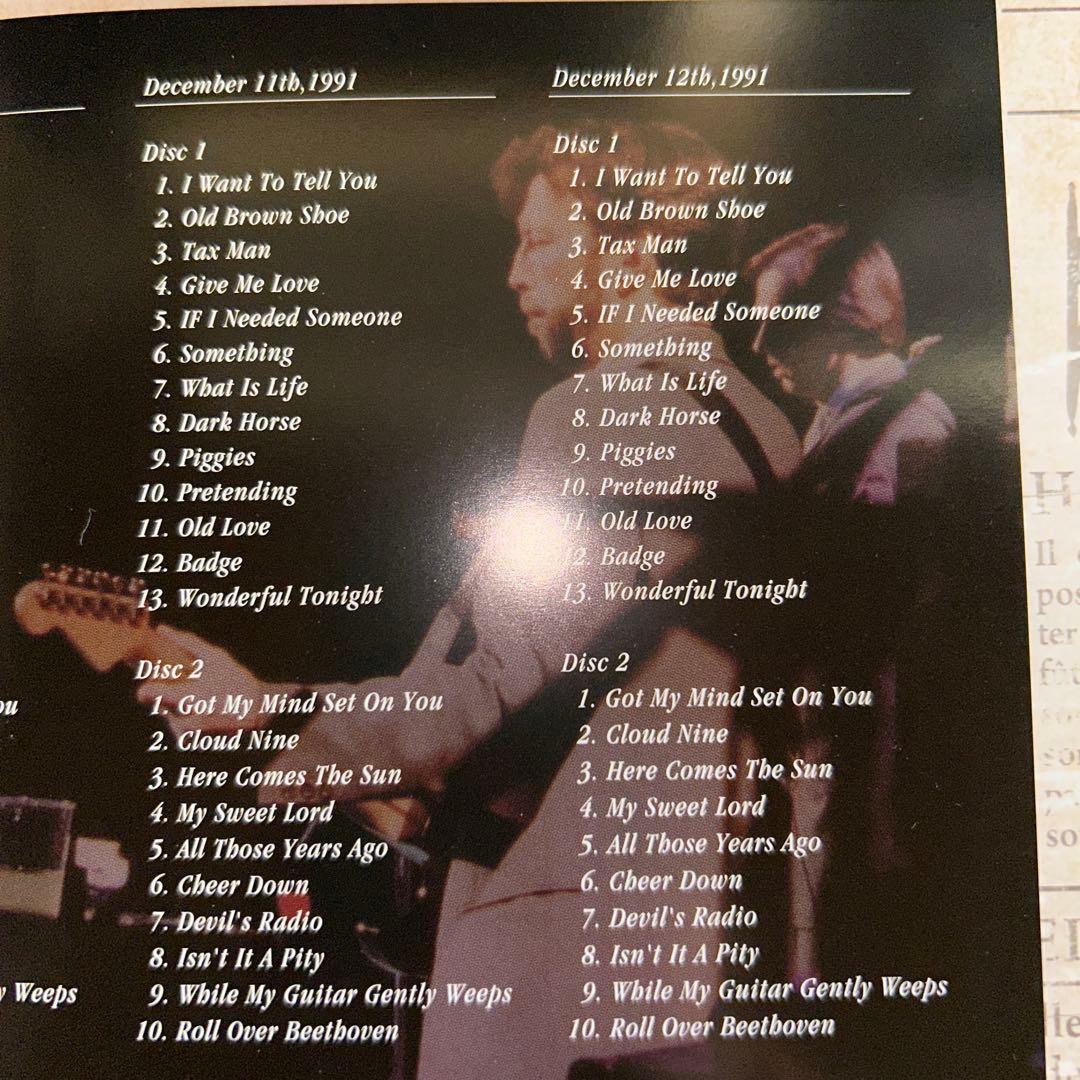 December 11th,1991
Disc 1
1. I Want To Tell You
2. Old Brown Shoe
3. Tax Man
4. Give Me Love
5. IF I Needed Someone
6. Something
7. What Is Life
8. Dark Horse
9. Piggies
10. Pretending
11. Old Love
12. Badge
13. Wonderful Tonight
Disc 2
1. Got My Mind Set On You
2. Cloud Nine
3. Here Comes The Sun
4. My Sweet Lord
5. All Those Years Ago
6. Cheer Down
7. Devil's Radio
8. Isn't It A Pity
9. While My Guitar Gently Weeps
10. Roll Over Beethoven
December 12th,1991
Disc 1
1. I Want To Tell You
2. Old Brown Shoe
3. Tax Man
4. Give Me Love
5. IF I Needed Someone
6. Something
7. What Is Life
8. Dark Horse
9. Piggies
10. Pretending
11. Old Love
12. Badge
13. Wonderful Tonight
Disc 2
1. Got My Mind Set On You
2. Cloud Nine
3. Here Comes The Sun
4. My Sweet Lord
5. All Those Years Ago
6. Cheer Down
7. Devil's Radio
8. Isn't It A Pity
9. While My Guitar Gently Weeps
10. Roll Over Beethoven
Weeps
Il